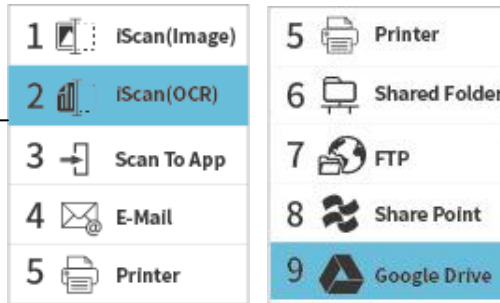 1 iScan(Image)
2 iScan(OCR)
3 Scan To App
4 E-Mail
5 Printer
5 Printer
6 Shared Folder
7 FTP
8 Share Point
9 Google Drive